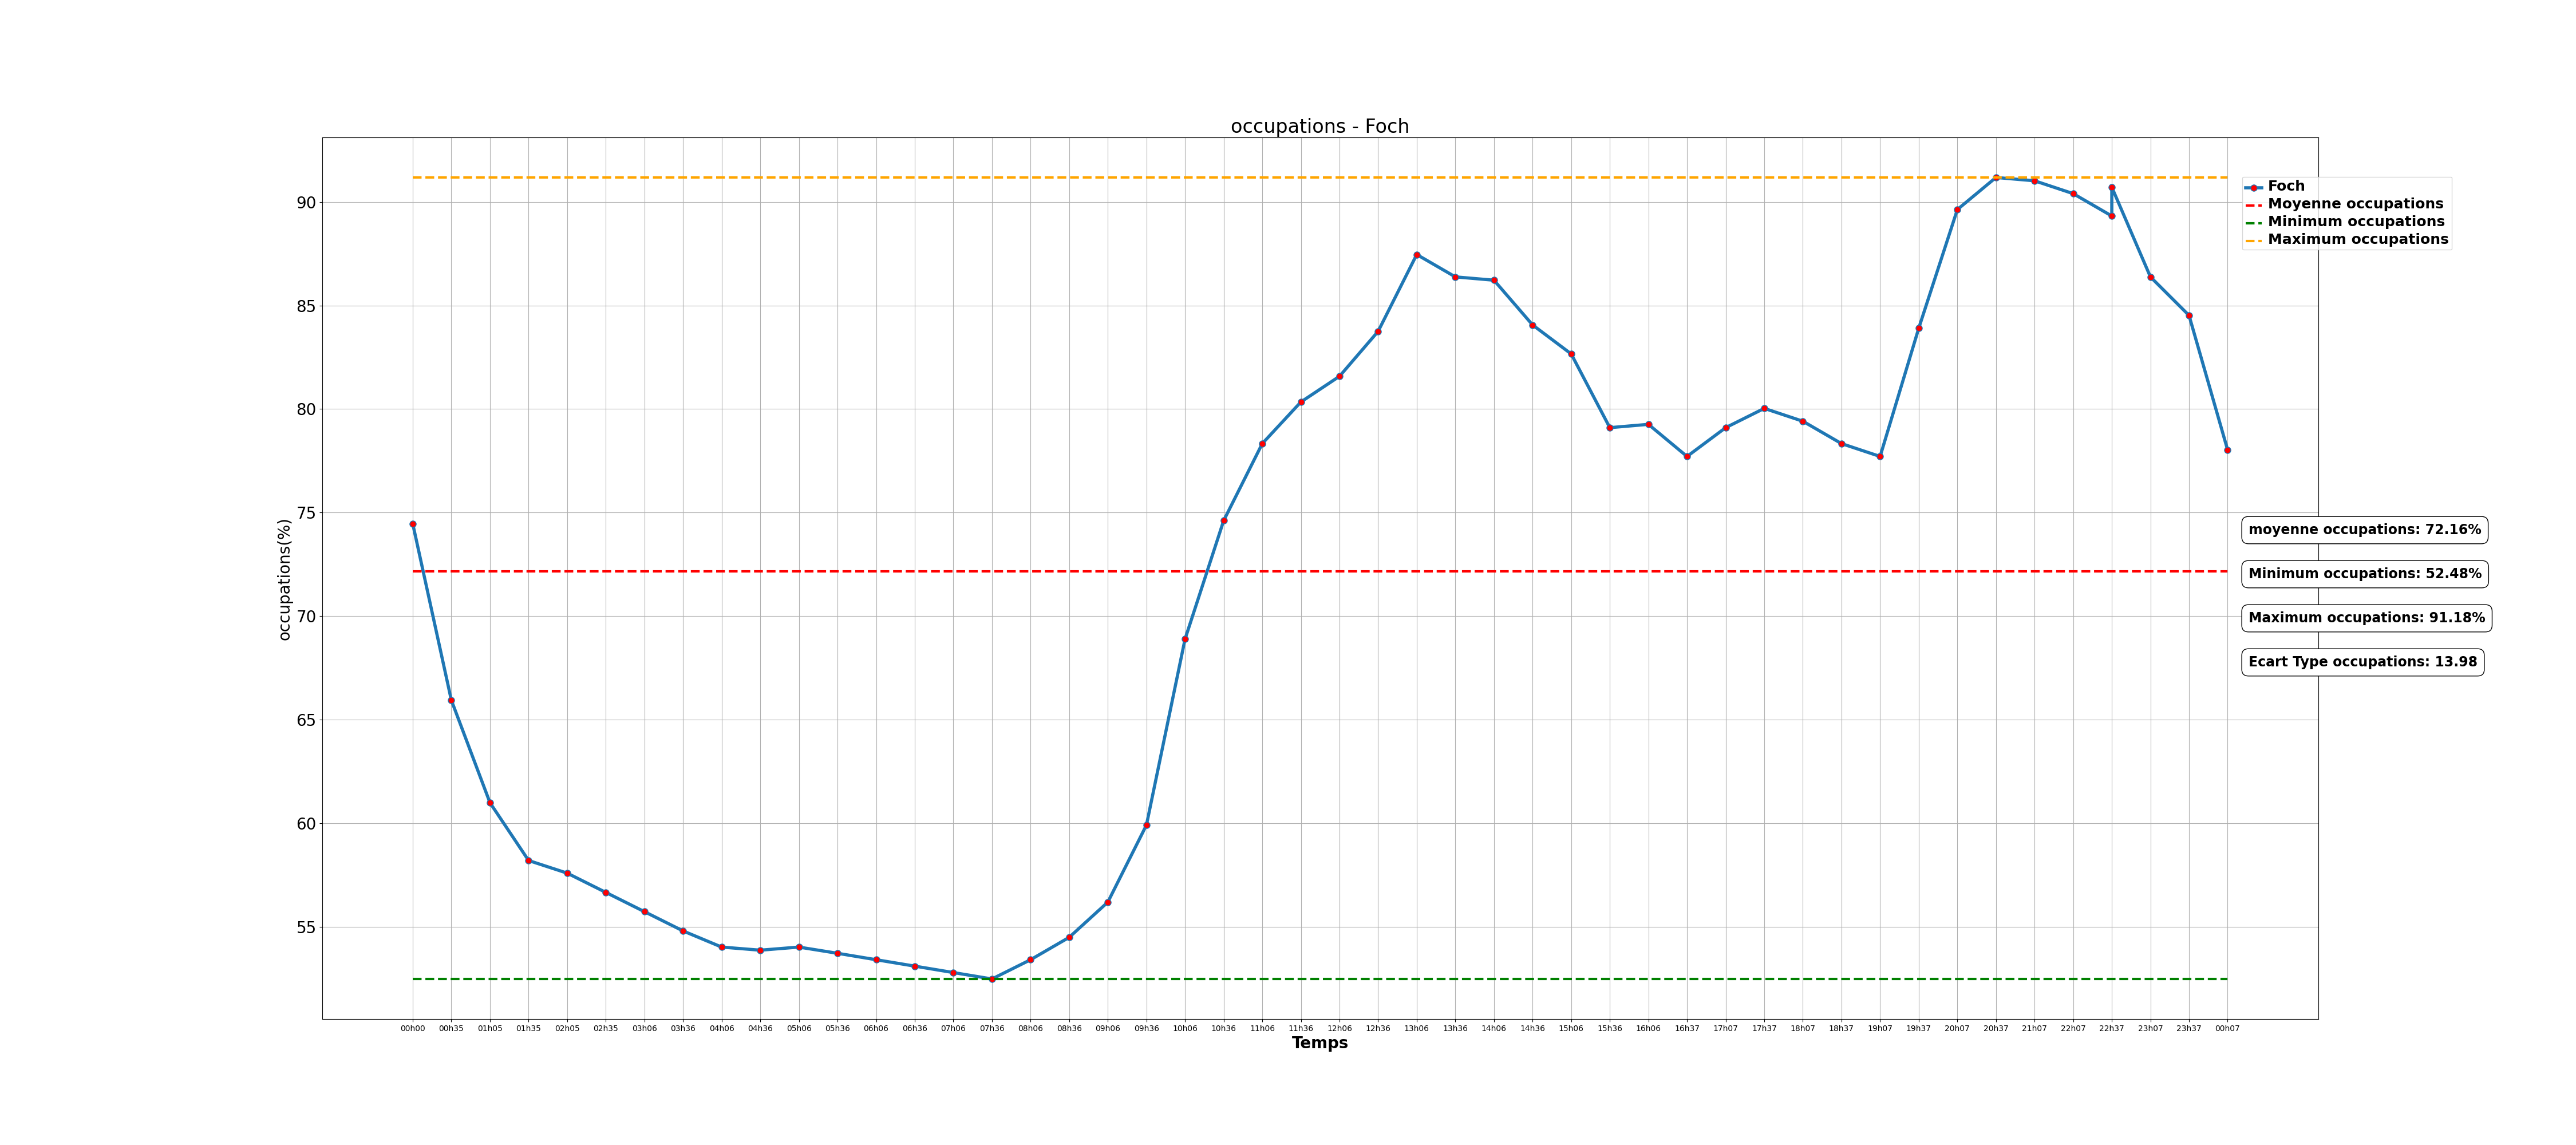 occupations - Foch
occupations(%)
90
85
80
75
70
65
60
55
Foch
Moyenne occupations
Minimum occupations
Maximum occupations
moyenne occupations: 72.16%
Minimum occupations: 52.48%
Maximum occupations: 91.18%
Ecart Type occupations: 13.98
00h00 00h35 01h05 01h35 02h05 02h35 03h06 03h36 04h06 04h36 05h06 05h36 06h06 06h36 07h06 07h36 08h06 08h36 09h06 09h36 10h06 10h36 11h06 11h36 12h06 12h36 13h06 13h36 14h06 14h36 15h06 15h36 16h06 16h37 17h07 17h37 18h07 18h37 19h07 19h37 20h07 20h37 21h07 22h07 22h37 23h07 23h37 00h07
Temps